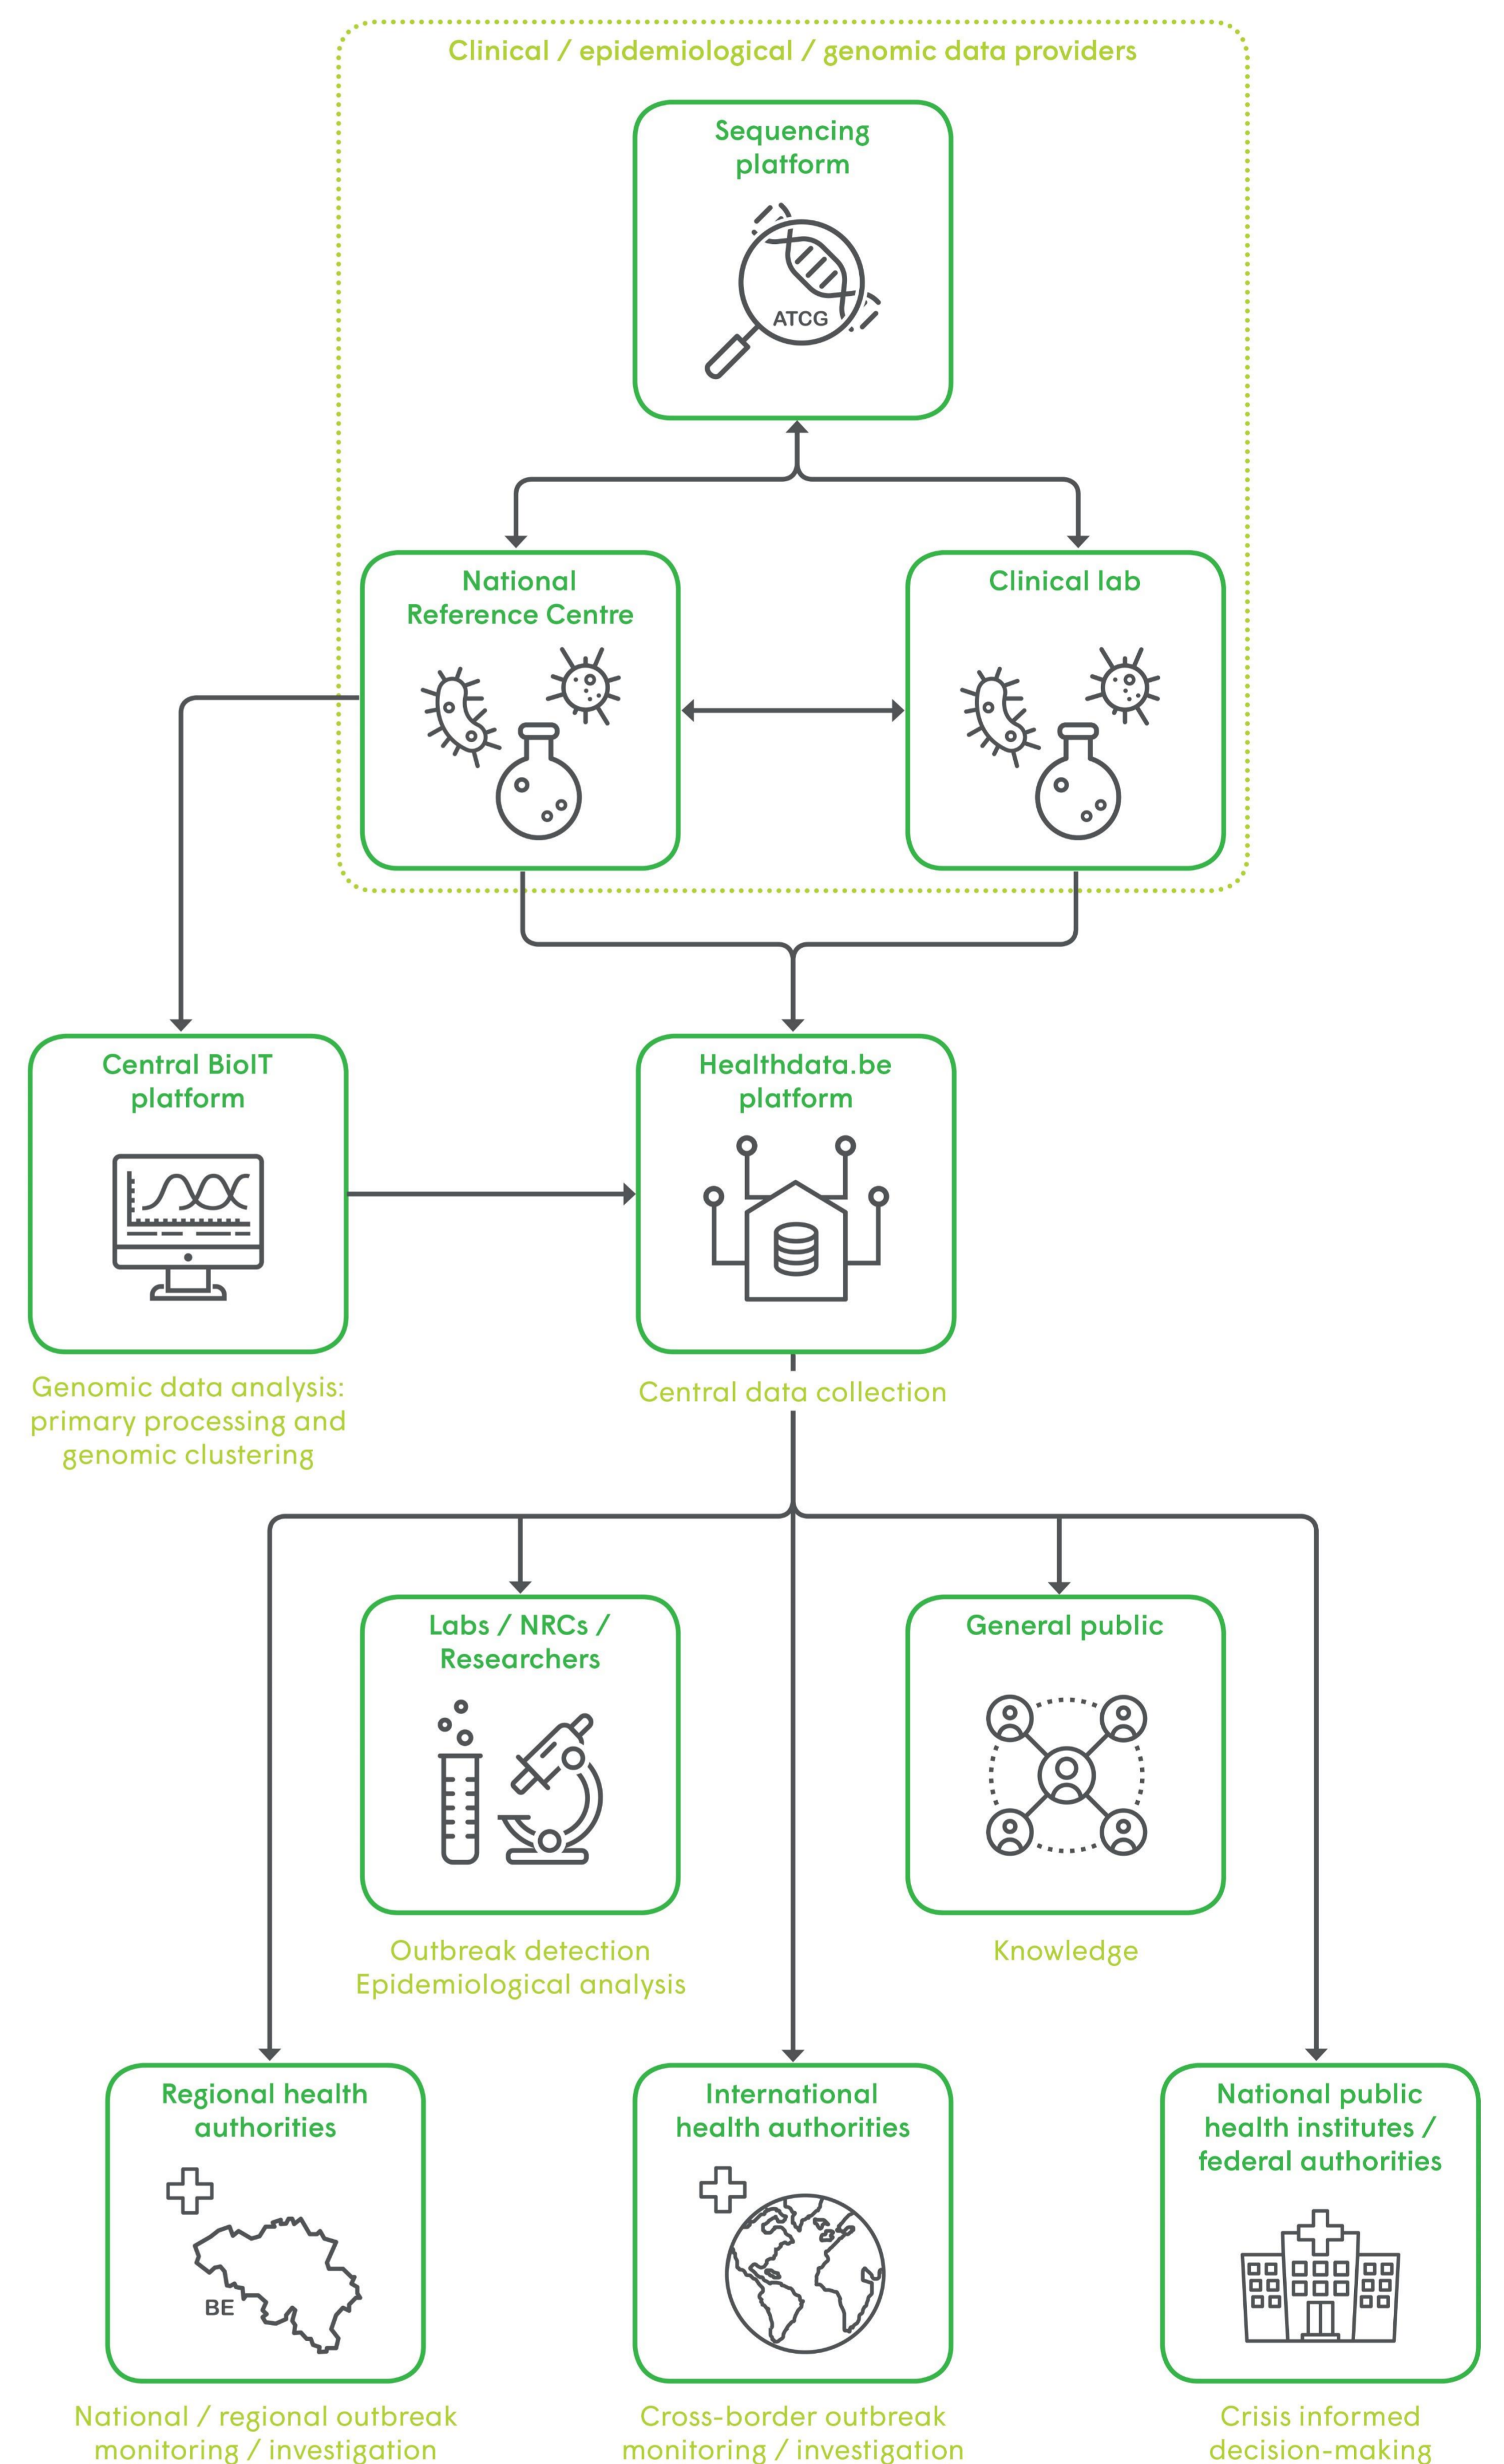 Clinical / epidemiological / genomic data providers
Sequencing
platform
ATCG
National
Reference Centre
Clinical lab
Central BioIT
platform
Healthdata.be
platform
Genomic data analysis:
primary processing and
genomic clustering
Central data collection
Labs / NRCs /
Researchers
General public
Outbreak detection
Epidemiological analysis
Knowledge
Regional health
authorities
BE
International
health authorities
National public
health institutes /
federal authorities
National / regional outbreak
monitoring / investigation
Cross-border outbreak
monitoring / investigation
Crisis informed
decision-making